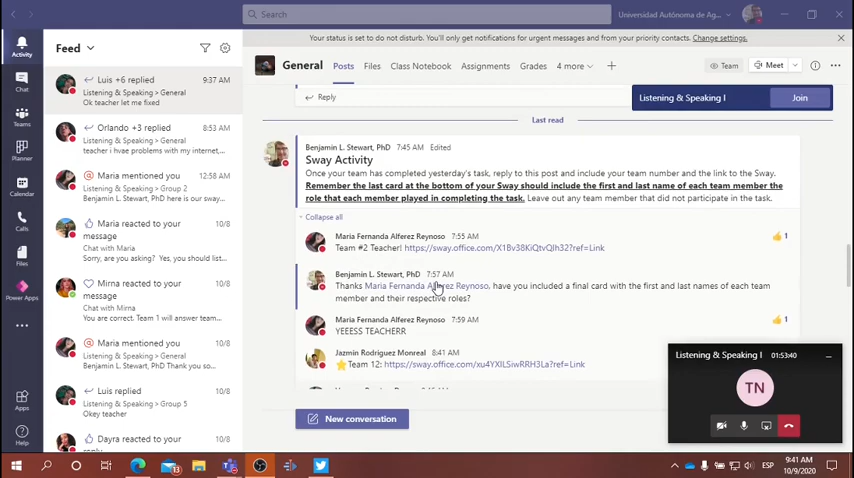 Search
Universidad Autónoma de Ag...
Your status is set to do not disturb. You'll only get notifications for urgent messages and from your priority contacts. Change settings.
Activity
Chat
Teams
Planner
Calendar
Calls
Files
Power Apps
Apps
Help
Feed
Luis +6 replied
9:37 AM
Listening & Speaking > General
Ok teacher let me fixed
Orlando +3 replied
8:53 AM
Listening & Speaking > General
teacher i hvae problems with my internet,...
Maria mentioned you
12:58 AM
Listening & Speaking > Group 2
Benjamin L. Stewart, PhD here is our sway...
Maria reacted to your message
10/8
Chat with Maria
Sorry, are you asking? Yes, you should list...
Mirna reacted to your message
10/8
Chat with Mirna
You are correct. Team 1 will answer team...
Maria mentioned you
10/8
Listening & Speaking > General
Benjamin L. Stewart, PhD Thank you so...
Luis replied
10/8
Listening & Speaking > Group 5
Okey teacher
Dayra reacted to your
10/8
General
Posts
Files
Class Notebook
Assignments
Grades
4 more
Team
Meet
Reply
Listening & Speaking I
Join
Last read
Benjamin L. Stewart, PhD 7:45 AM Edited
Sway Activity
Once your team has completed yesterday's task, reply to this post and include your team number and the link to the Sway.
Remember the last card at the bottom of your Sway should include the first and last name of each team member the
role that each member played in completing the task. Leave out any team member that did not participate in the task.
Collapse all
Maria Fernanda Alferez Reynoso 7:55 AM
1
Team #2 Teacher! https://sway.office.com/X1Bv38KiQtvQIh32?ref=Link
Benjamin L. Stewart, PhD 7:57 AM
Thanks Maria Fernanda Alferez Reynoso, have you included a final card with the first and last names of each team
member and their respective roles?
Maria Fernanda Alferez Reynoso 7:59 AM
1
YEEESS TEACHERR
Jazmín Rodríguez Monreal 8:41 AM
Team 12: https://sway.office.com/xu4YXILSiwRRH3La?ref=Link
New conversation
Listening & Speaking I
01:53:40
TN
ESP
9:41 AM
10/9/2020
13